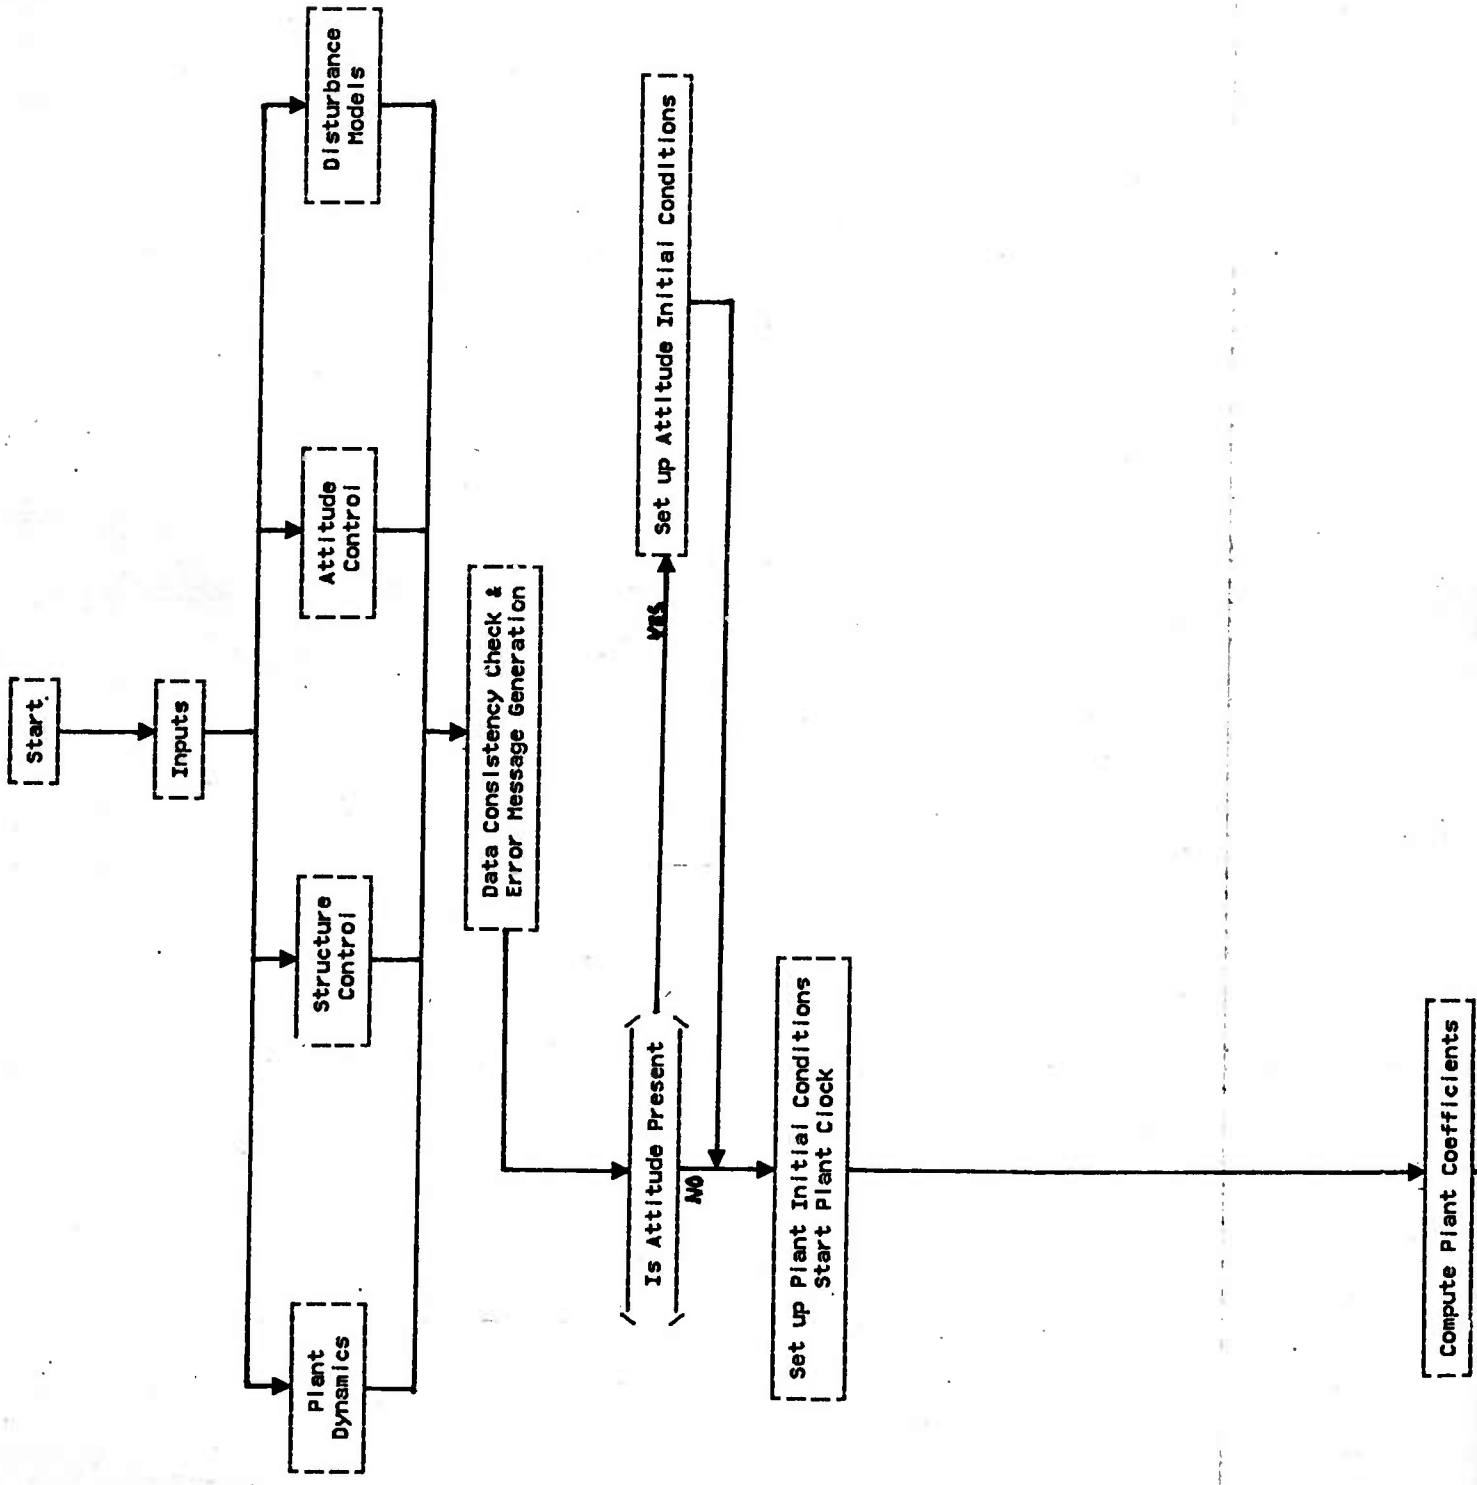 Start
Inputs
Plant
Dynamics
Structure
Control
Attitude
Control
Disturbance
Models
Data Consistency Check &
Error Message Generation
Is Attitude Present
YES
Set up Attitude Initial Conditions
NO
Set up Plant Initial Conditions
Start Plant Clock
Compute Plant Coefficients